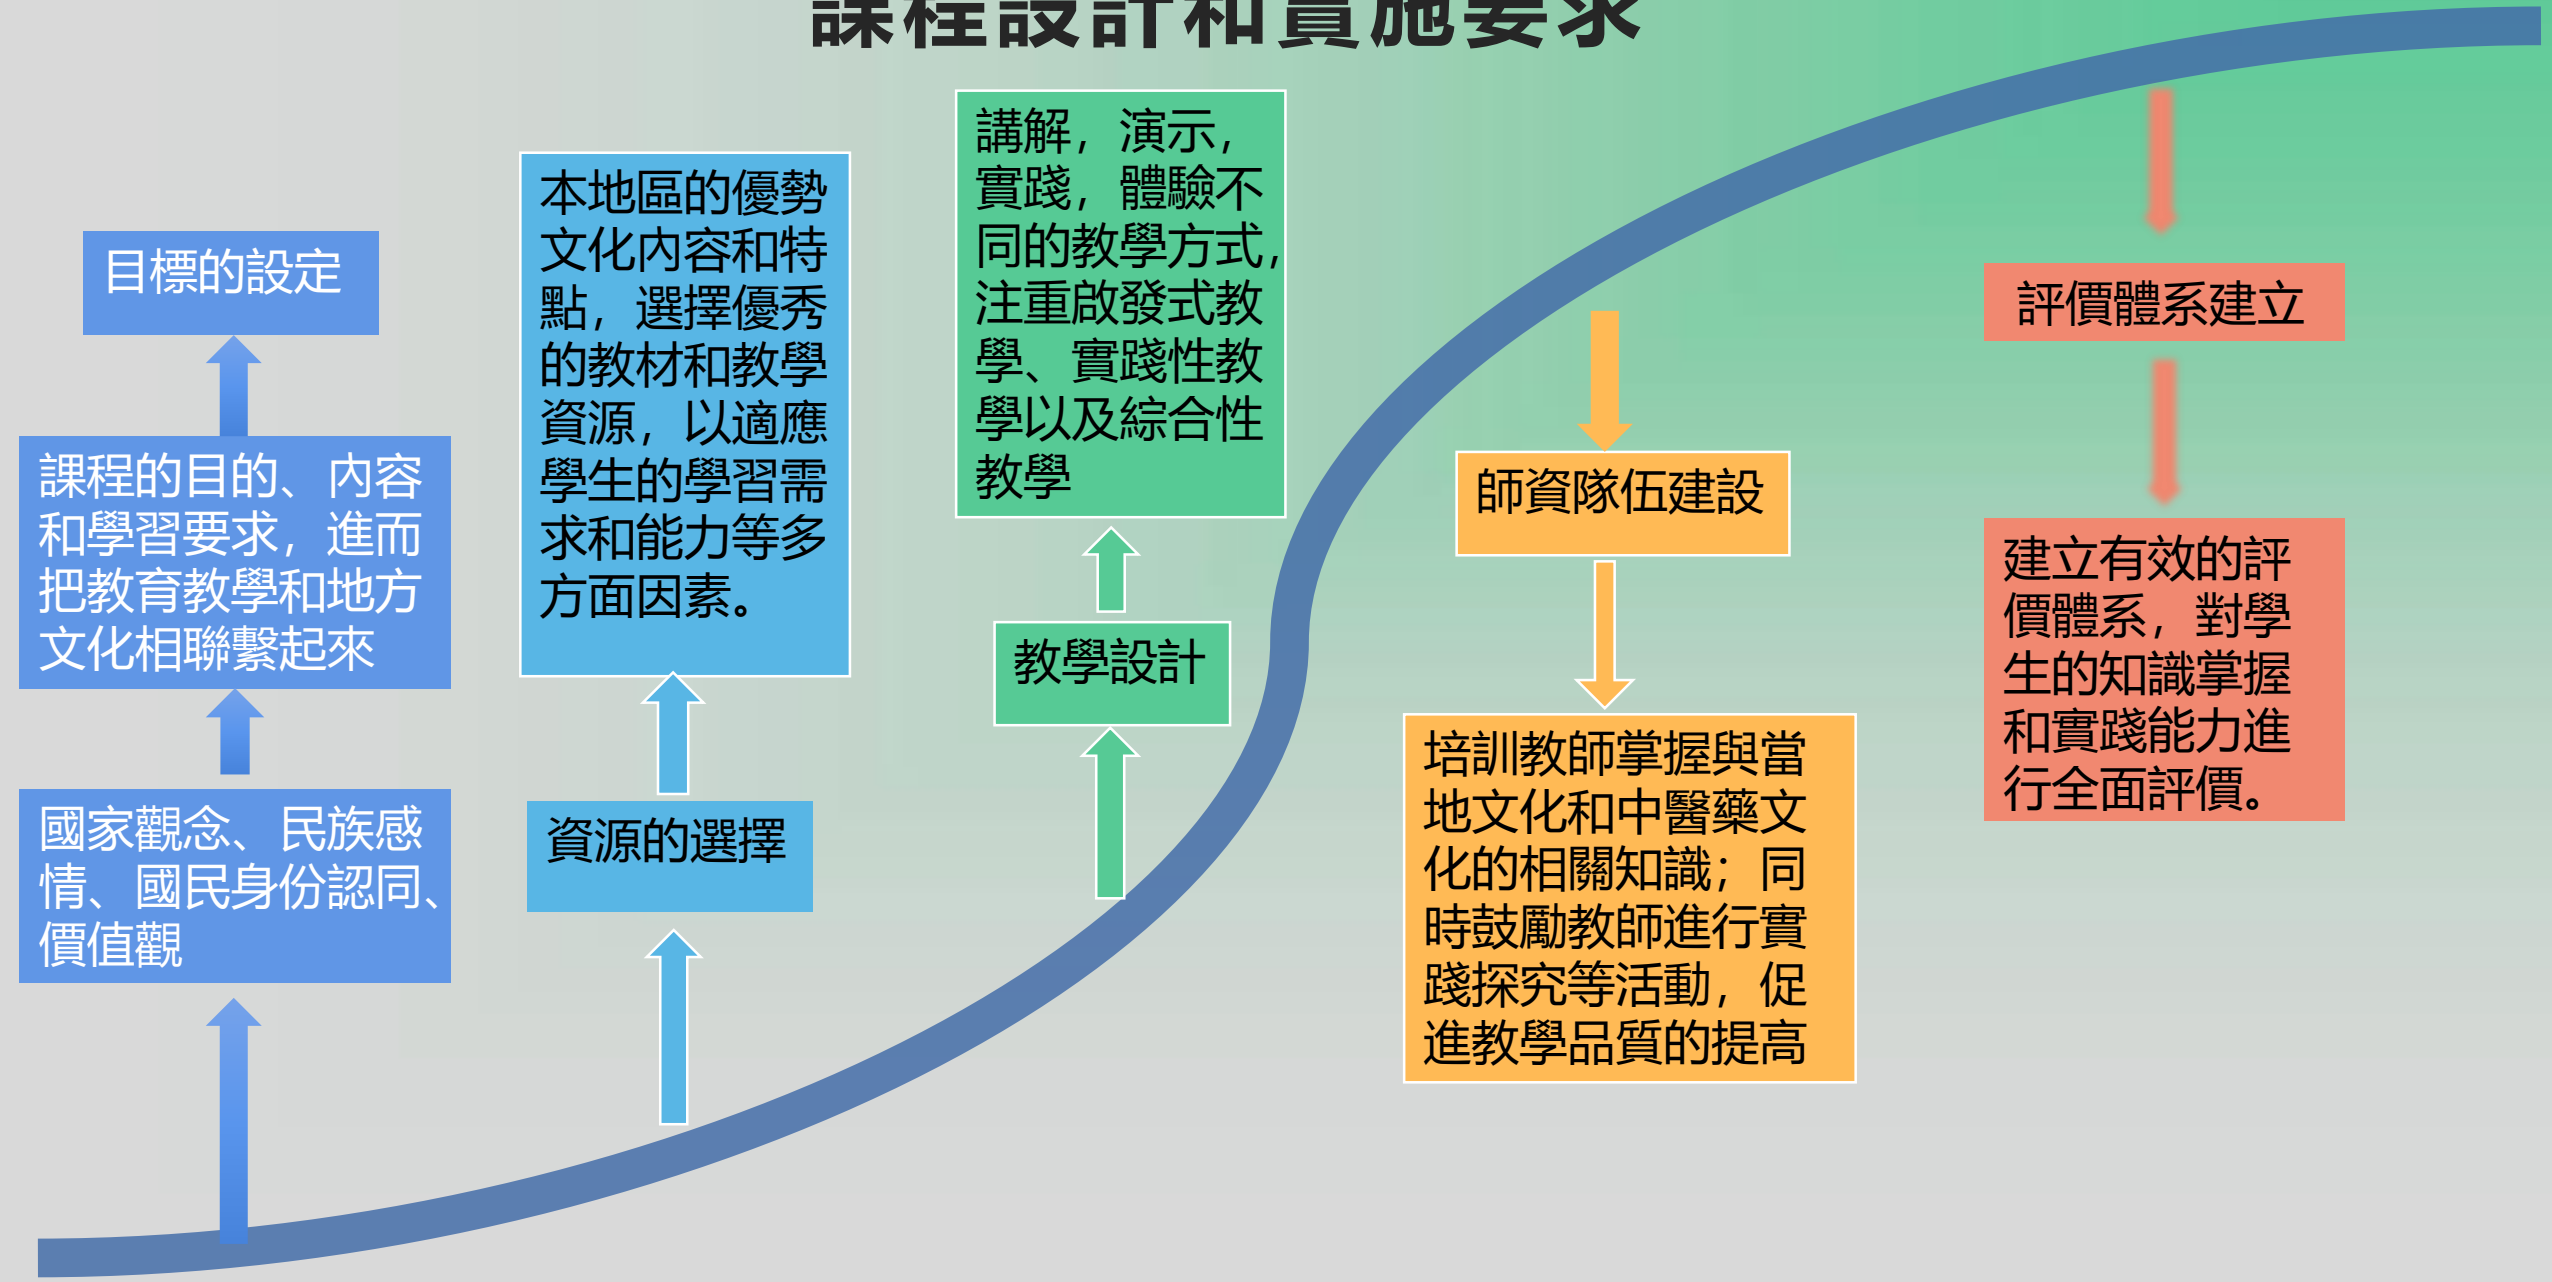 課程設計和實施要求
目標的設定
課程的目的、內容
和學習要求，進而
把教育教學和地方
文化相聯繫起來
國家觀念、民族感
情、國民身份認同、
價值觀
本地區的優勢
文化內容和特
點，選擇優秀
的教材和教學
資源，以適應
學生的學習需
求和能力等多
方面因素。
資源的選擇
講解，演示，
實踐，體驗不
同的教學方式，
注重啟發式教
學、實踐性教
學以及綜合性
教學
教學設計
師資隊伍建設
培訓教師掌握與當
地文化和中醫藥文
化的相關知識；同
時鼓勵教師進行實
踐探究等活動，促
進教學品質的提高
評價體系建立
建立有效的評
價體系，對學
生的知識掌握
和實踐能力進
行全面評價。